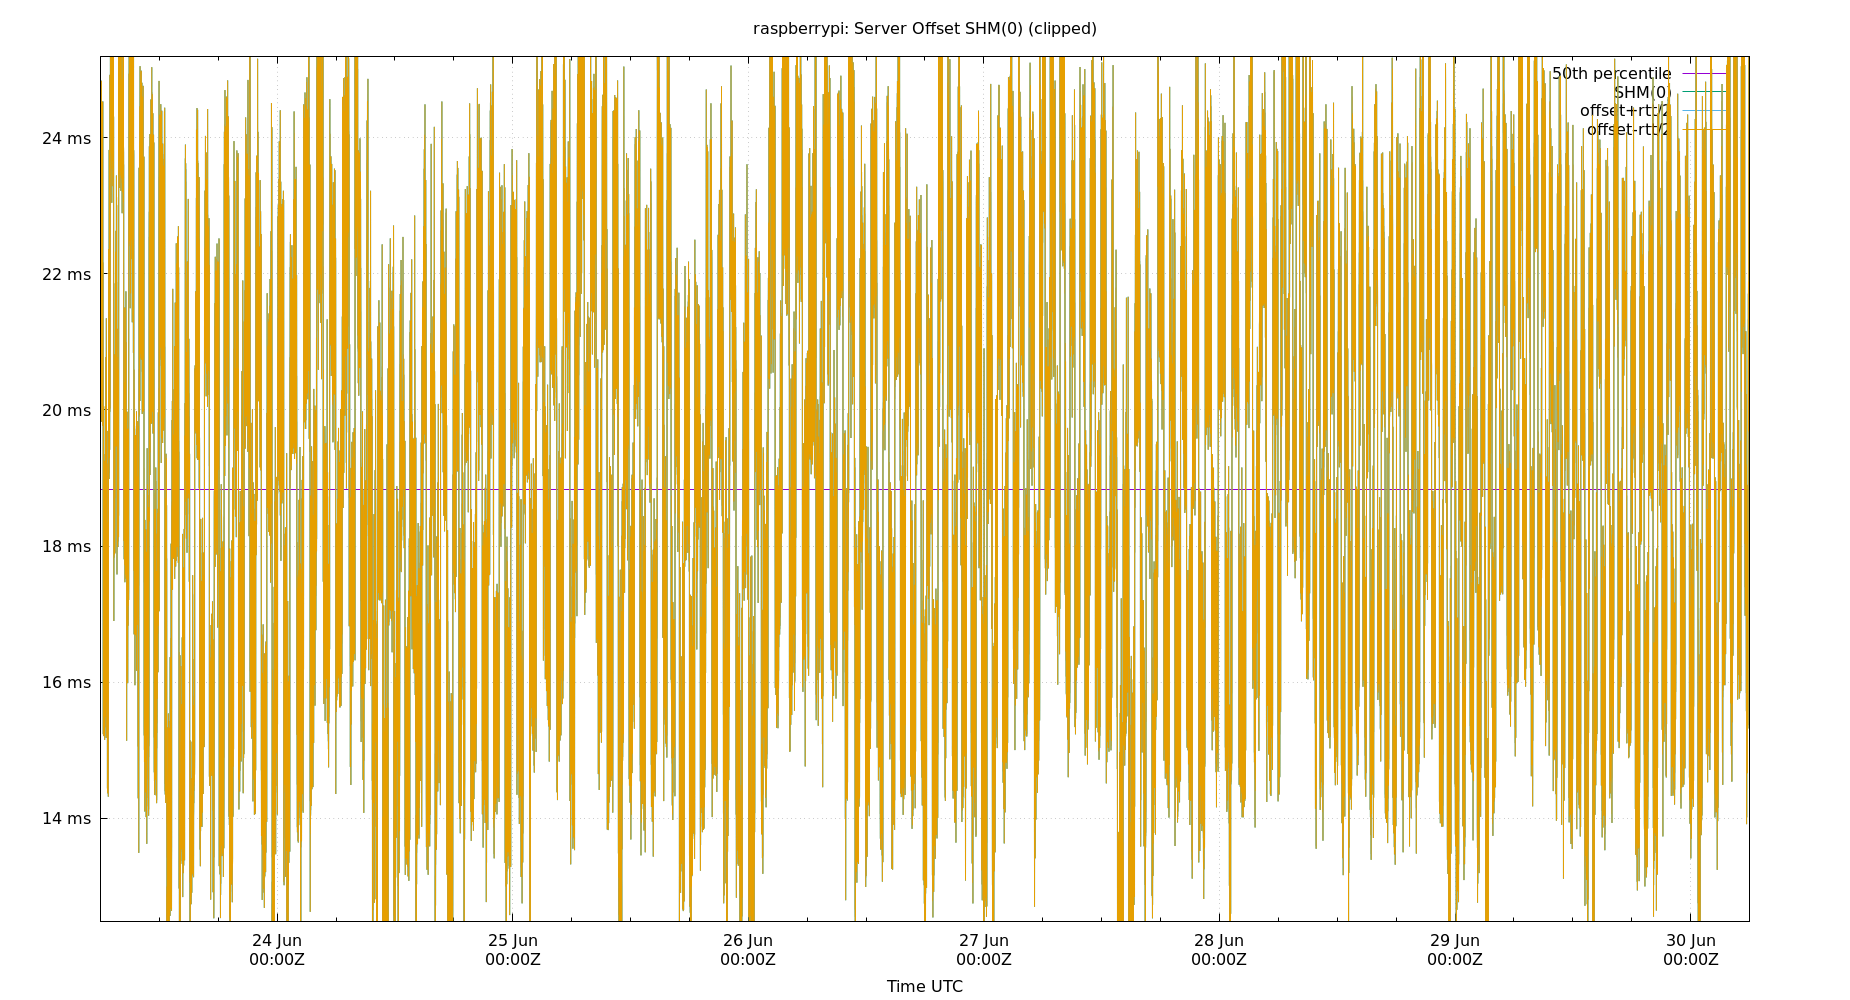 raspberrypi: Server Offset SHM(0) (clipped)
50th percentile
SHM(0)
offset+rtt/2
offset-rtt/2
24 ms
22 ms
20 ms
18 ms
16 ms
14 ms
24 Jun 25 Jun 26 Jun 27 Jun 28 Jun 29 Jun 30 Jun
00:00Z 00:00Z 00:00Z 00:00Z 00:00Z 00:00Z 00:00Z
Time UTC